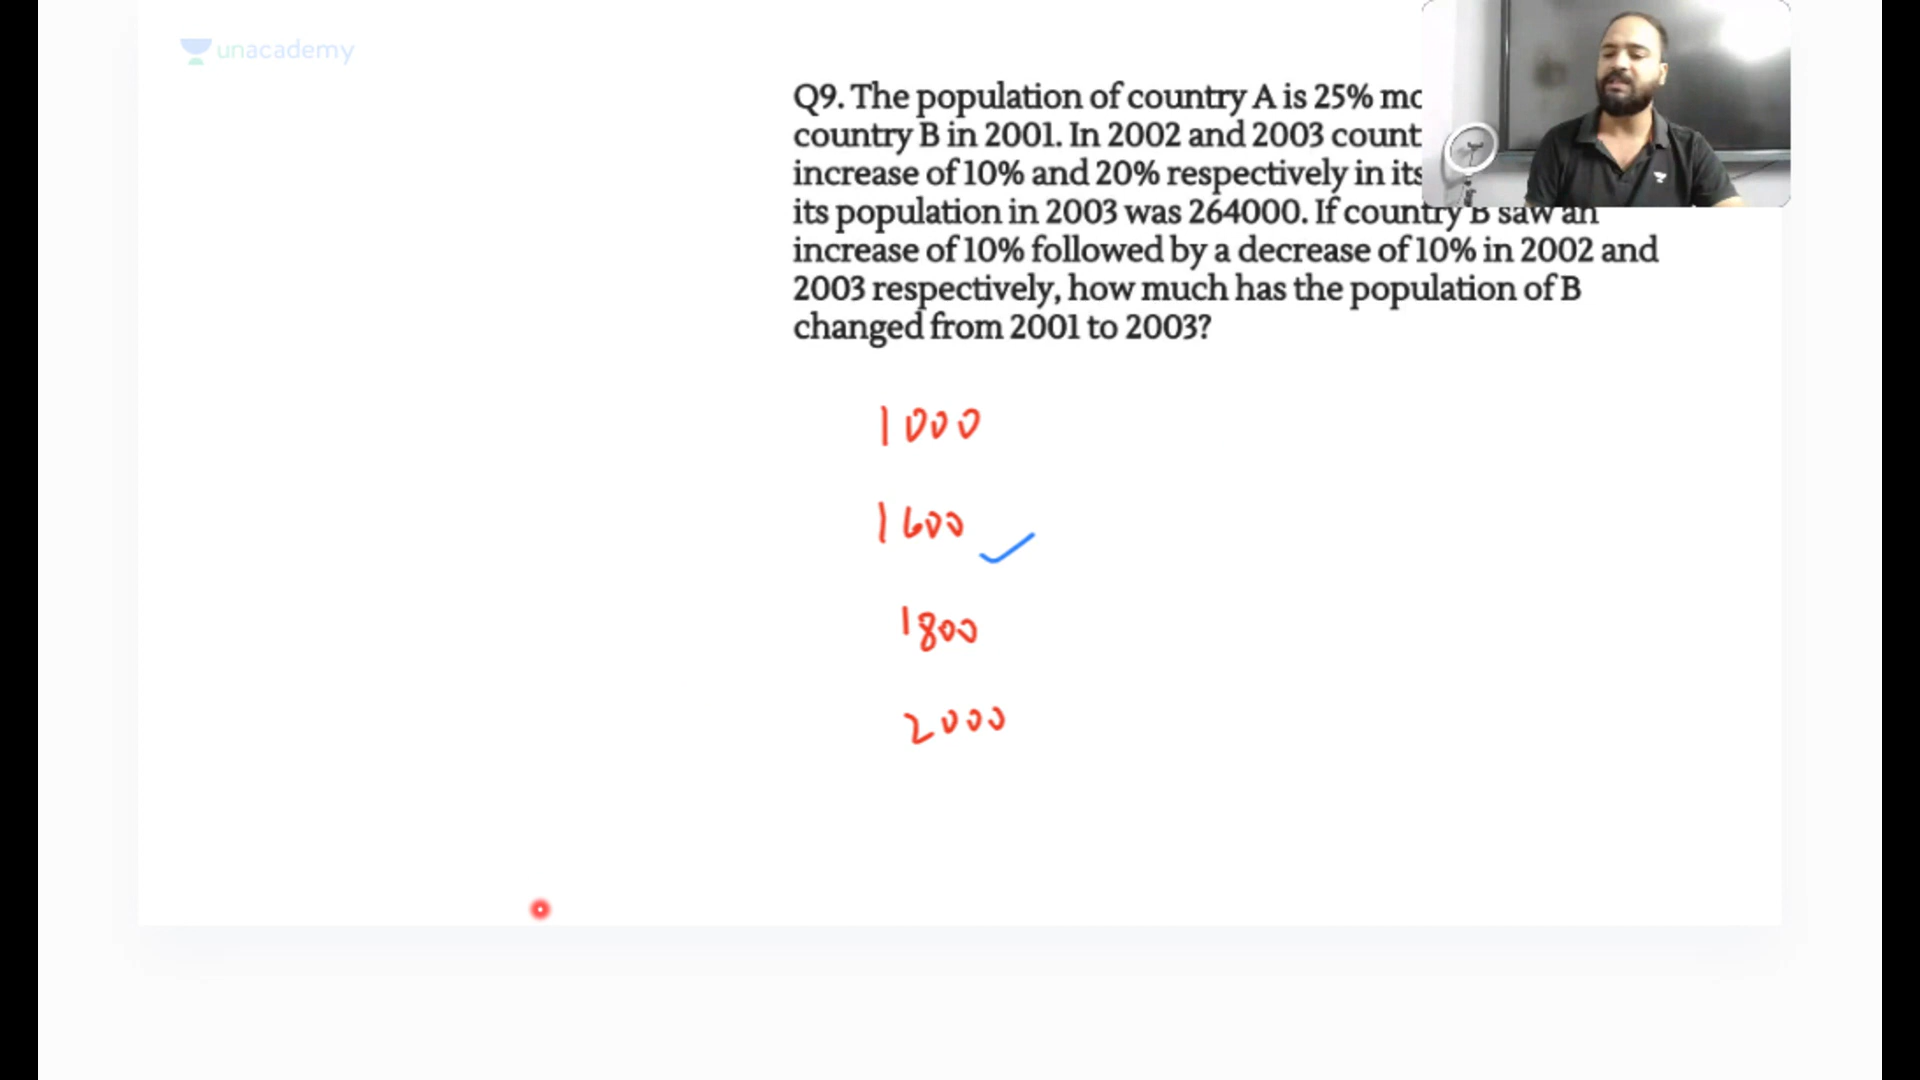 unacademy
Q9. The population of country A is 25%
country B in 2001. In 2002 and 2003
increase of 10% and 20% respectively in its
its population in 2003 was 264000. If country B saw an
increase of 10% followed by a decrease of 10% in 2002 and
2003 respectively, how much has the population of B
changed from 2001 to 2003?
1000
1600
1800
2000